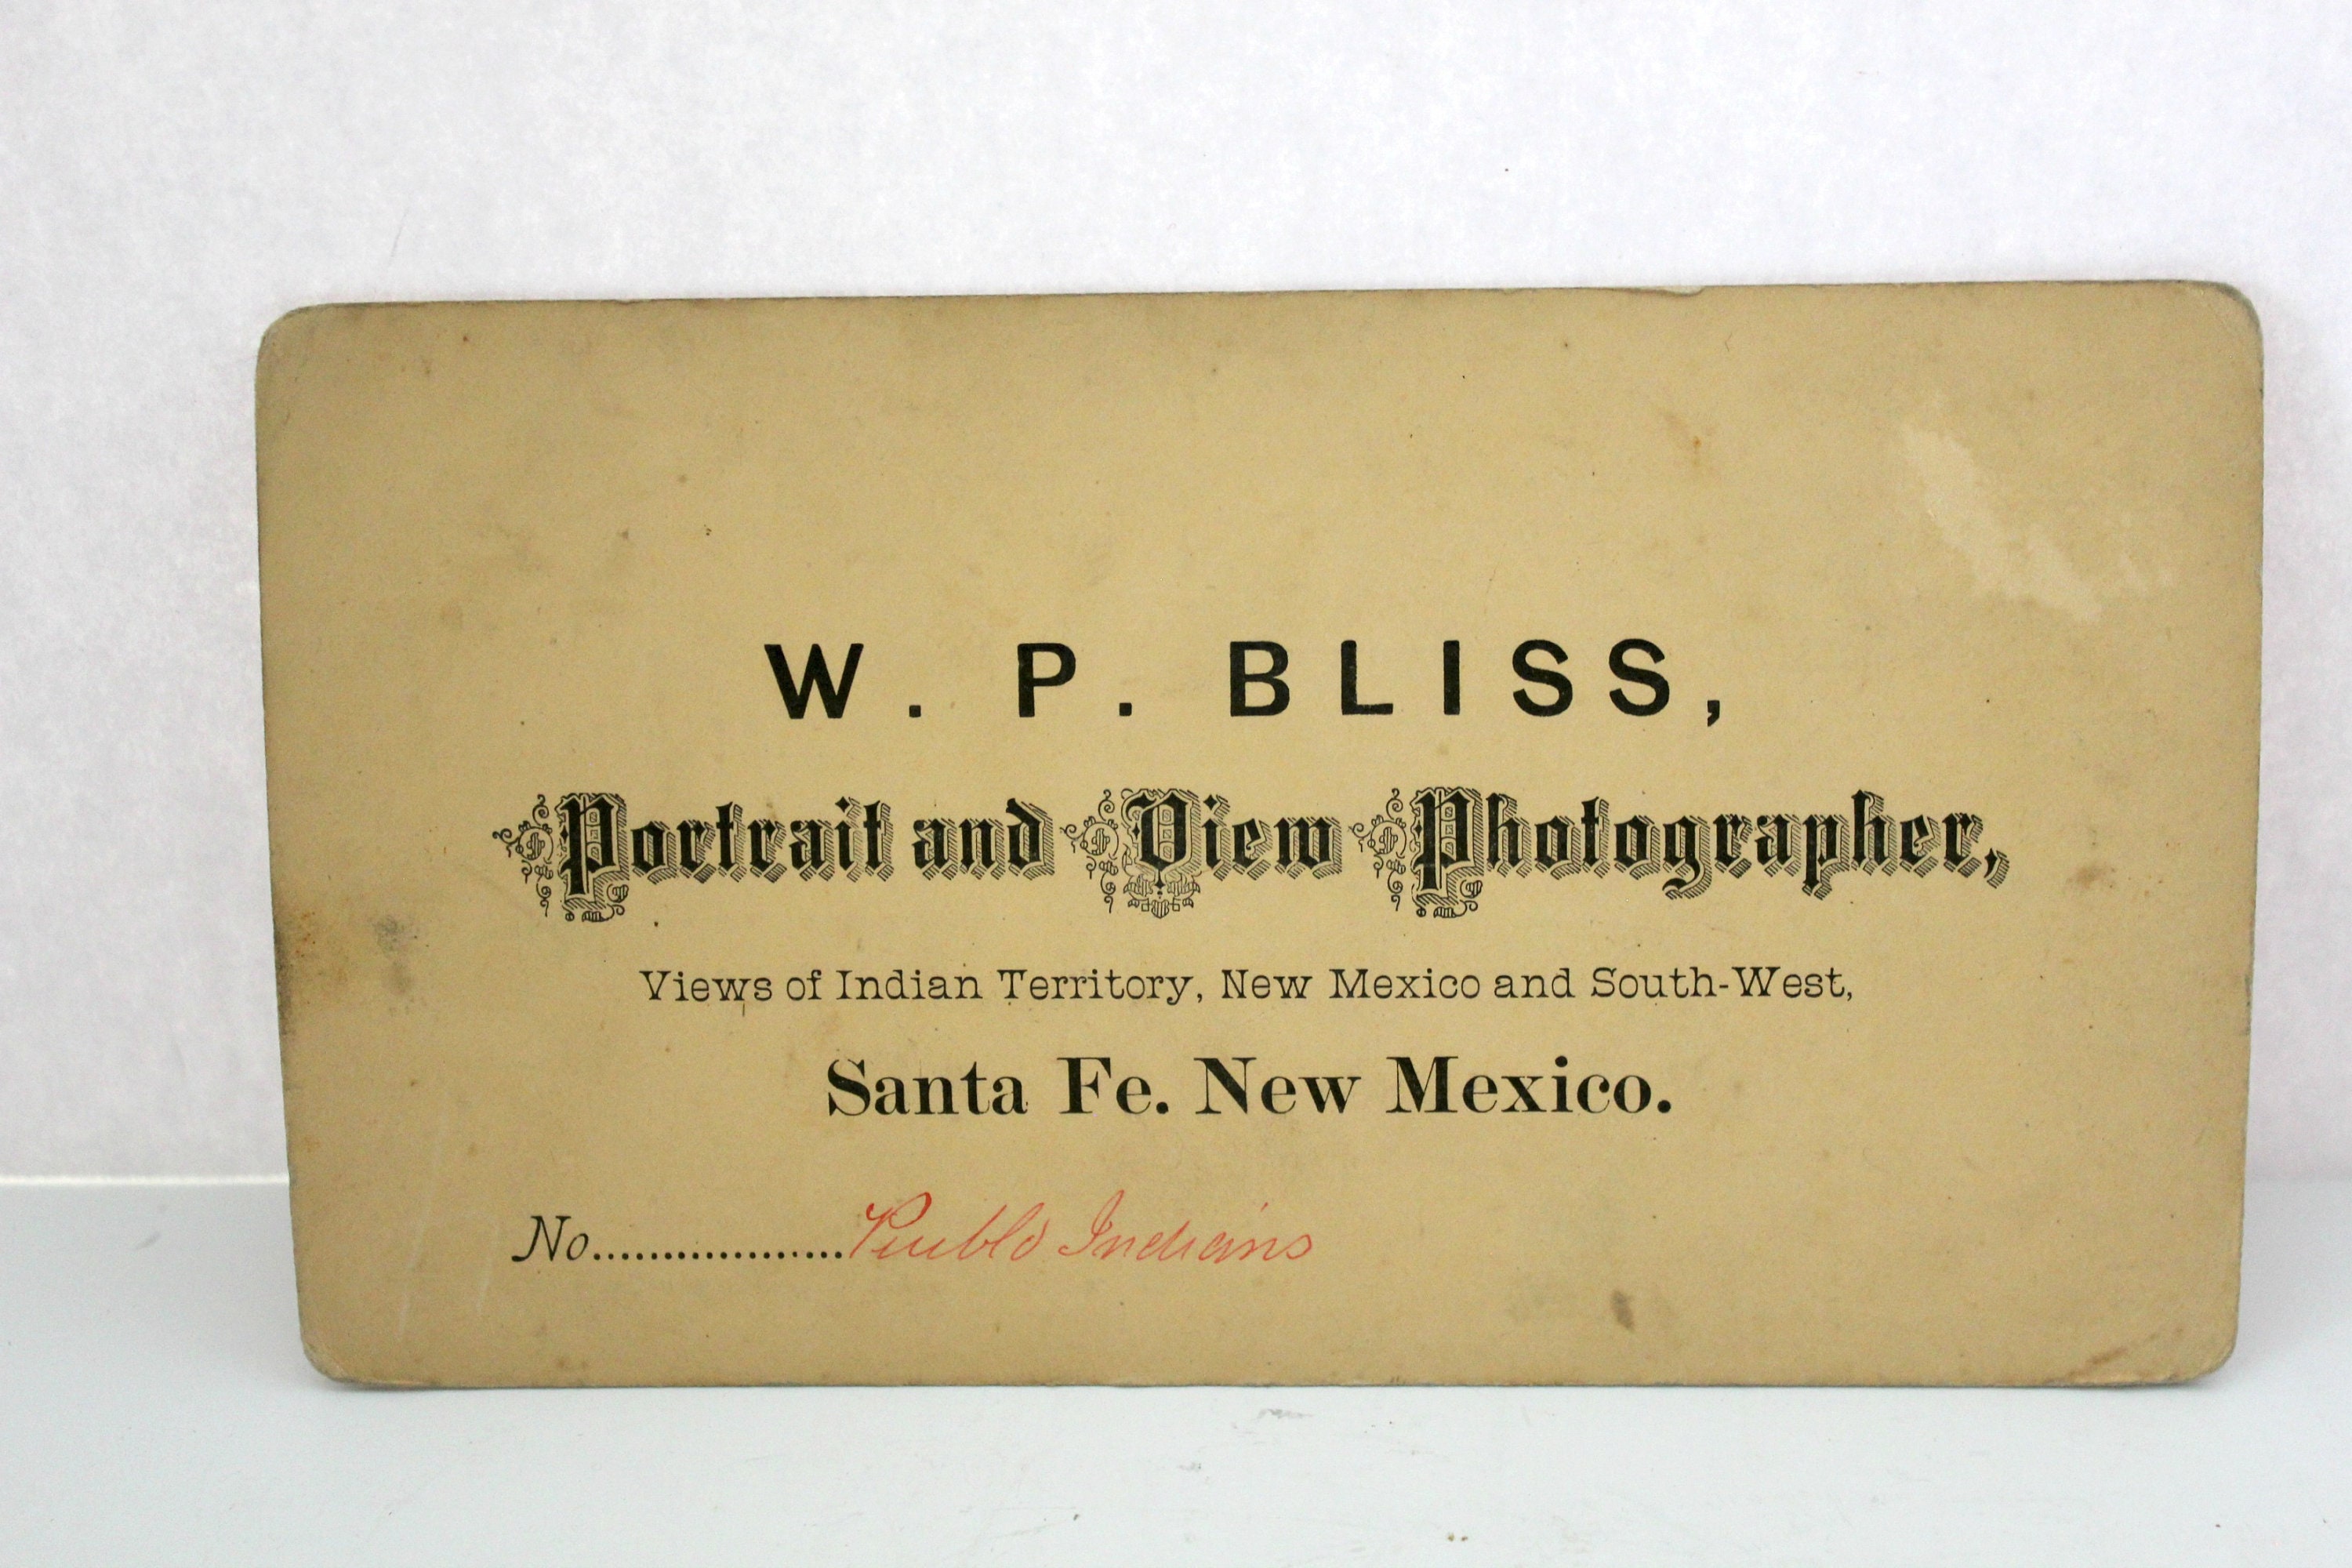 W. P. BLISS,
Portrait and View Photographer,
Views of Indian Territory, New Mexico and South-West,
Santa Fe. New Mexico.
No...................Pueblo Indians